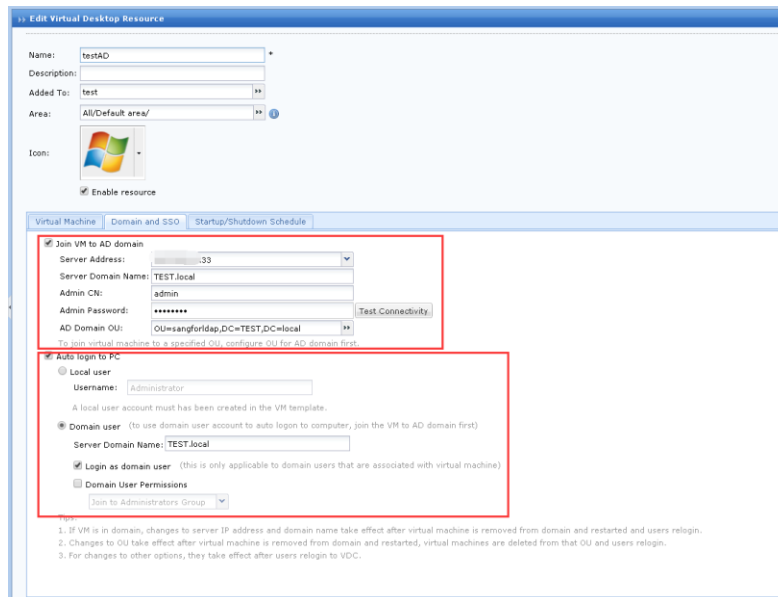 Edit Virtual Desktop Resource
Name: testAD *
Description:
Added To: test
Area: All/Default area/
Icon:
Enable resource
Virtual Machine Domain and SSO Startup/Shutdown Schedule
Join VM to AD domain
Server Address: .33
Server Domain Name: TEST.local
Admin CN: admin
Admin Password: •••••••• Test Connectivity
AD Domain OU: OU=sangforldap,DC=TEST,DC=local
To join virtual machine to a specified OU, configure OU for AD domain first.
Auto login to PC
Local user
Username: Administrator
A local user account must has been created in the VM template.
Domain user (to use domain user account to auto logon to computer, join the VM to AD domain first)
Server Domain Name: TEST.local
Login as domain user (this is only applicable to domain users that are associated with virtual machine)
Domain User Permissions
Join to Administrators Group
Tips:
1. If VM is in domain, changes to server IP address and domain name take effect after virtual machine is removed from domain and restarted and users relogin.
2. Changes to OU take effect after virtual machine is removed from domain and restarted, virtual machines are deleted from that OU and users relogin.
3. For changes to other options, they take effect after users relogin to VDC.